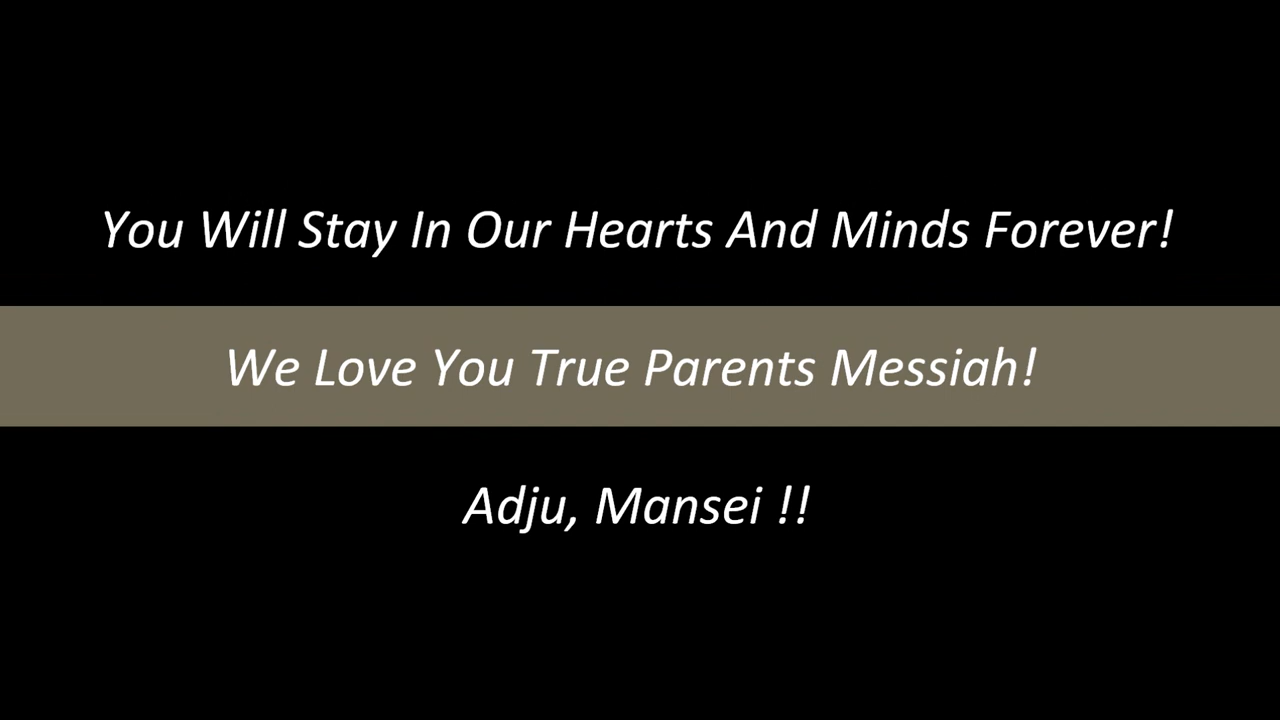 You Will Stay In Our Hearts And Minds Forever!
We Love You True Parents Messiah!
Adju, Mansei !!